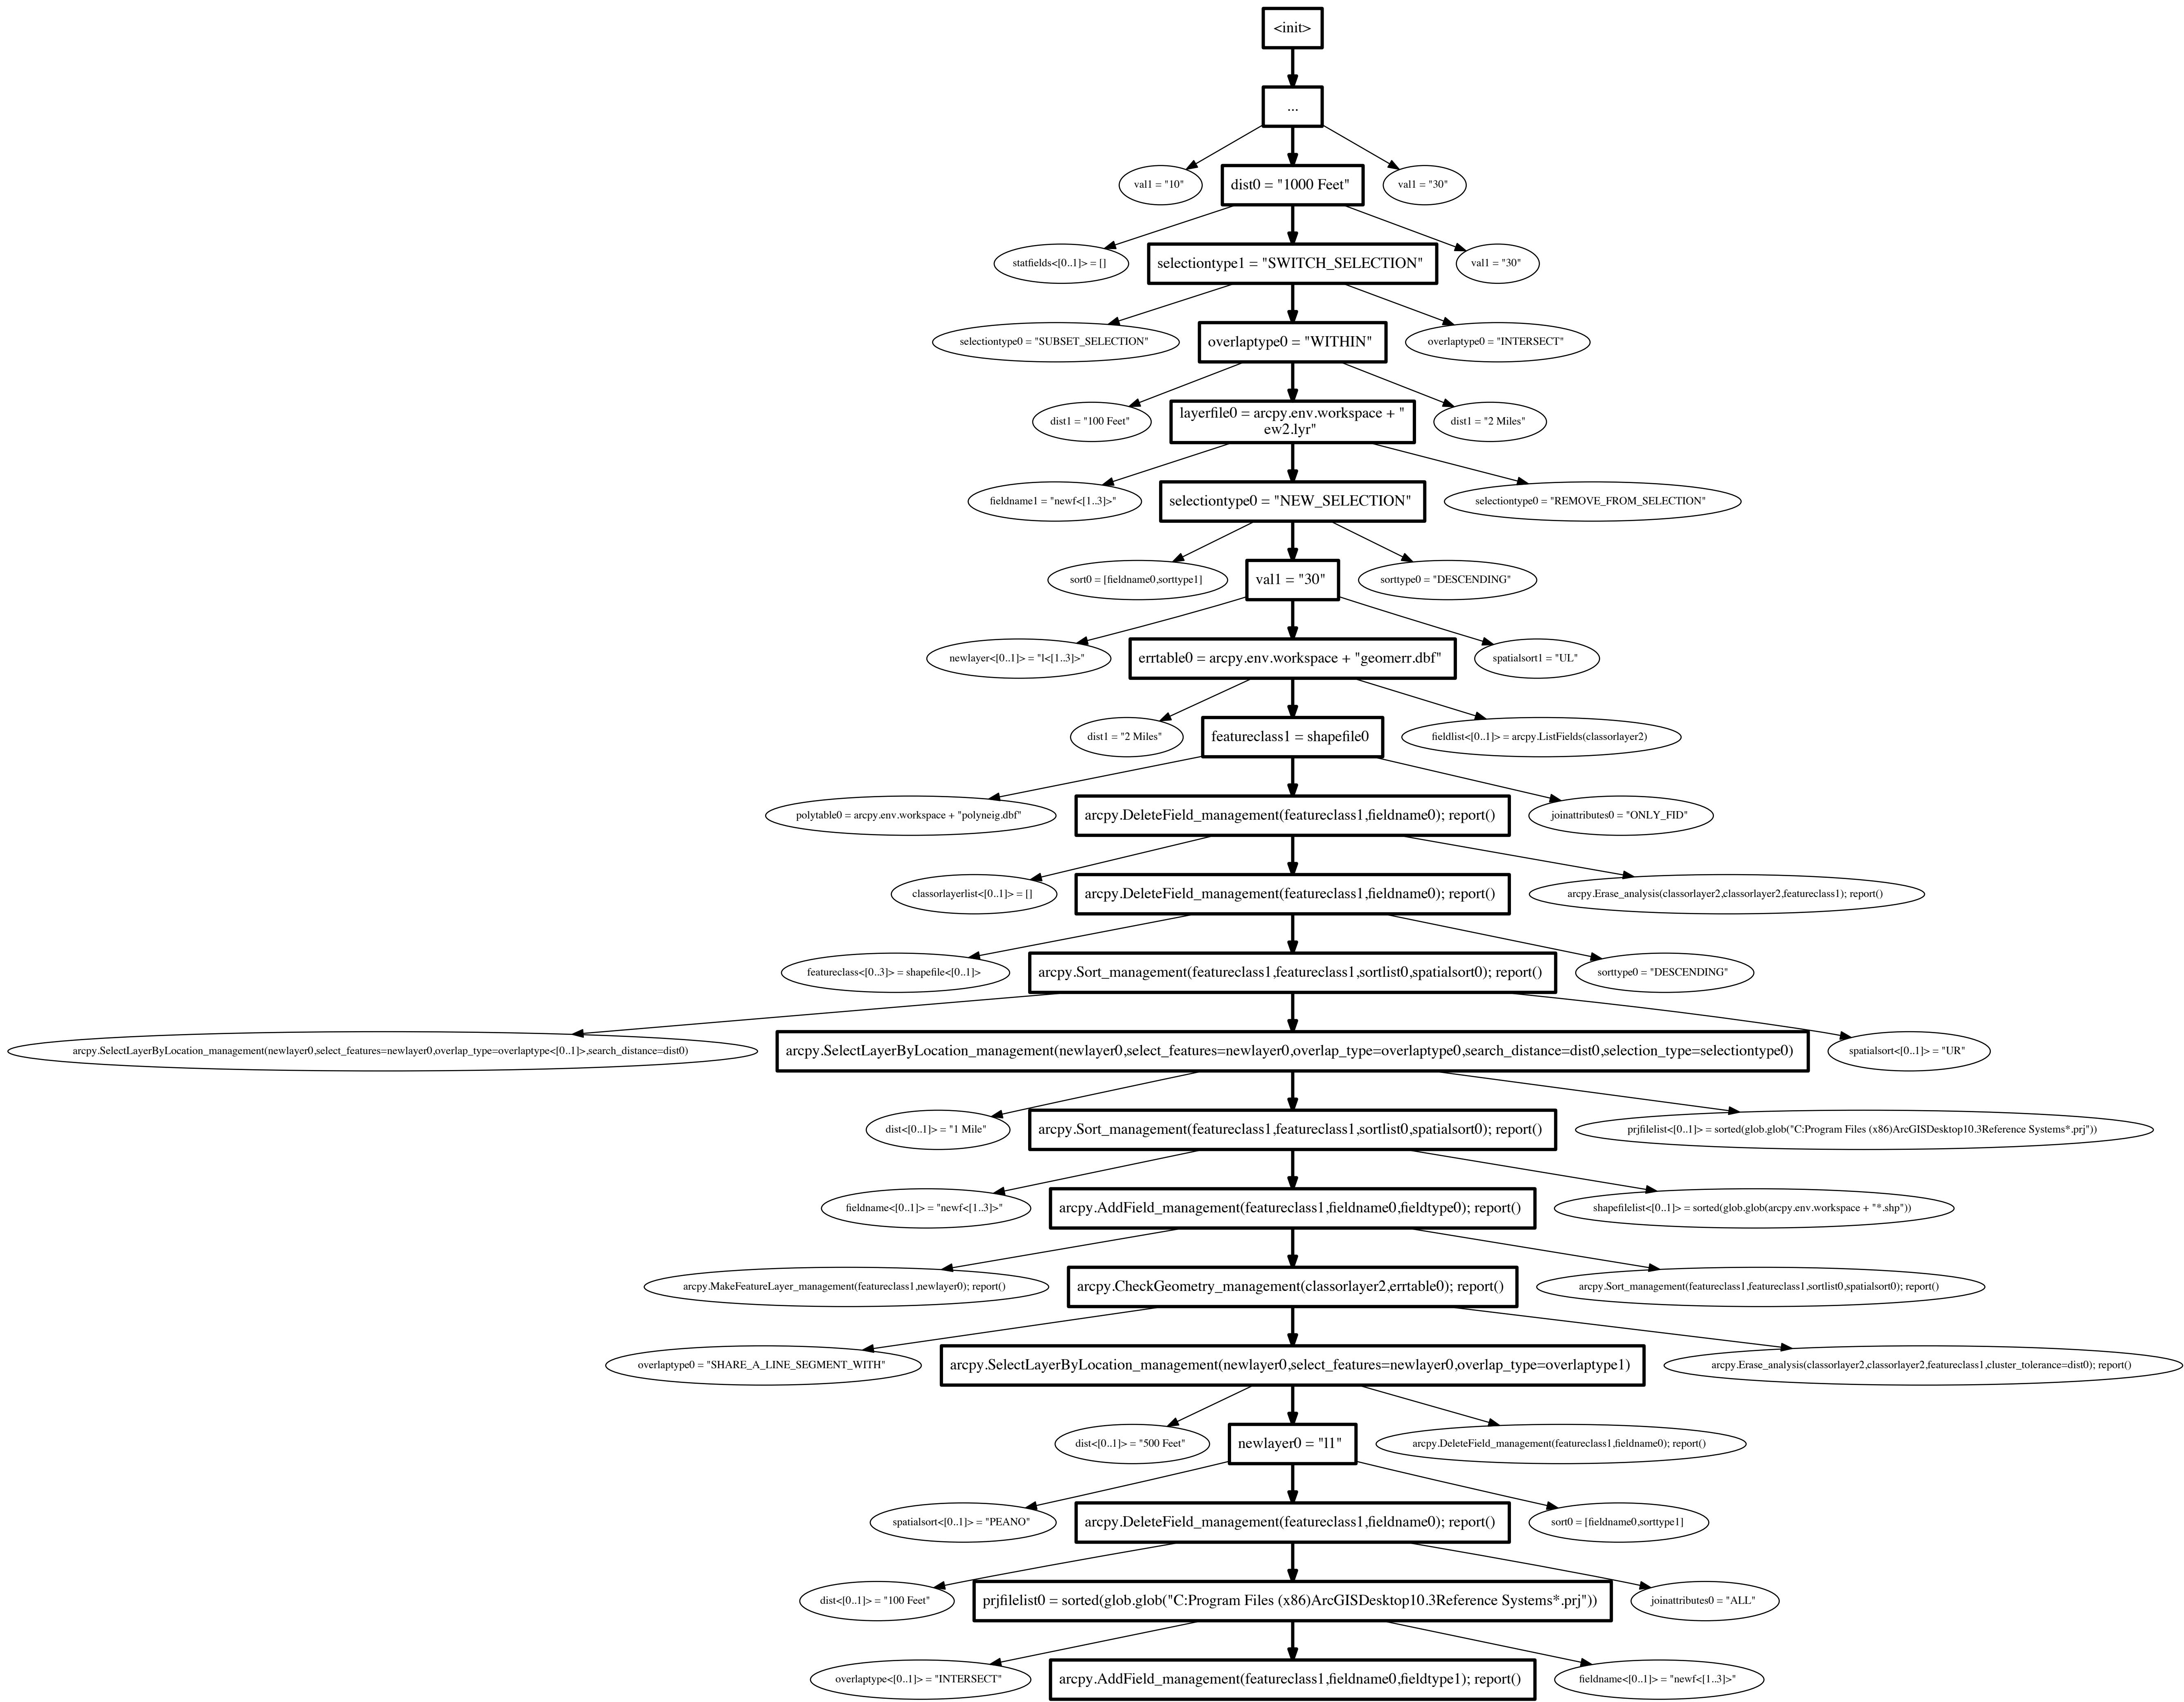 <init>
...
val1 = "10"
dist0 = "1000 Feet"
val1 = "30"
statfields<[0..1]> = []
selectiontype1 = "SWITCH_SELECTION"
val1 = "30"
selectiontype0 = "SUBSET_SELECTION"
overlaptype0 = "WITHIN"
overlaptype0 = "INTERSECT"
dist1 = "100 Feet"
layerfile0 = arcpy.env.workspace + "
ew2.lyr"
dist1 = "2 Miles"
fieldname1 = "newf<[1..3]>"
selectiontype0 = "NEW_SELECTION"
selectiontype0 = "REMOVE_FROM_SELECTION"
sort0 = [fieldname0,sorttype1]
val1 = "30"
sorttype0 = "DESCENDING"
newlayer<[0..1]> = "l<[1..3]>"
errtable0 = arcpy.env.workspace + "geomerr.dbf"
spatialsort1 = "UL"
dist1 = "2 Miles"
featureclass1 = shapefile0
fieldlist<[0..1]> = arcpy.ListFields(classorlayer2)
polytable0 = arcpy.env.workspace + "polyneig.dbf"
arcpy.DeleteField_management(featureclass1,fieldname0); report()
joinattributes0 = "ONLY_FID"
classorlayerlist<[0..1]> = []
arcpy.DeleteField_management(featureclass1,fieldname0); report()
arcpy.Erase_analysis(classorlayer2,classorlayer2,featureclass1); report()
featureclass<[0..3]> = shapefile<[0..1]>
arcpy.Sort_management(featureclass1,featureclass1,sortlist0,spatialsort0); report()
sorttype0 = "DESCENDING"
arcpy.SelectLayerByLocation_management(newlayer0,select_features=newlayer0,overlap_type=overlaptype<[0..1]>,search_distance=dist0)
arcpy.SelectLayerByLocation_management(newlayer0,select_features=newlayer0,overlap_type=overlaptype0,search_distance=dist0,selection_type=selectiontype0)
spatialsort<[0..1]> = "UR"
dist<[0..1]> = "1 Mile"
arcpy.Sort_management(featureclass1,featureclass1,sortlist0,spatialsort0); report()
prjfilelist<[0..1]> = sorted(glob.glob("C:Program Files (x86)ArcGISDesktop10.3Reference Systems*.prj"))
fieldname<[0..1]> = "newf<[1..3]>"
arcpy.AddField_management(featureclass1,fieldname0,fieldtype0); report()
shapefilelist<[0..1]> = sorted(glob.glob(arcpy.env.workspace + "*.shp"))
arcpy.MakeFeatureLayer_management(featureclass1,newlayer0); report()
arcpy.CheckGeometry_management(classorlayer2,errtable0); report()
arcpy.Sort_management(featureclass1,featureclass1,sortlist0,spatialsort0); report()
overlaptype0 = "SHARE_A_LINE_SEGMENT_WITH"
arcpy.SelectLayerByLocation_management(newlayer0,select_features=newlayer0,overlap_type=overlaptype1)
arcpy.Erase_analysis(classorlayer2,classorlayer2,featureclass1,cluster_tolerance=dist0); report()
dist<[0..1]> = "500 Feet"
newlayer0 = "l1"
arcpy.DeleteField_management(featureclass1,fieldname0); report()
spatialsort<[0..1]> = "PEANO"
arcpy.DeleteField_management(featureclass1,fieldname0); report()
sort0 = [fieldname0,sorttype1]
dist<[0..1]> = "100 Feet"
prjfilelist0 = sorted(glob.glob("C:Program Files (x86)ArcGISDesktop10.3Reference Systems*.prj"))
joinattributes0 = "ALL"
overlaptype<[0..1]> = "INTERSECT"
arcpy.AddField_management(featureclass1,fieldname0,fieldtype1); report()
fieldname<[0..1]> = "newf<[1..3]>"